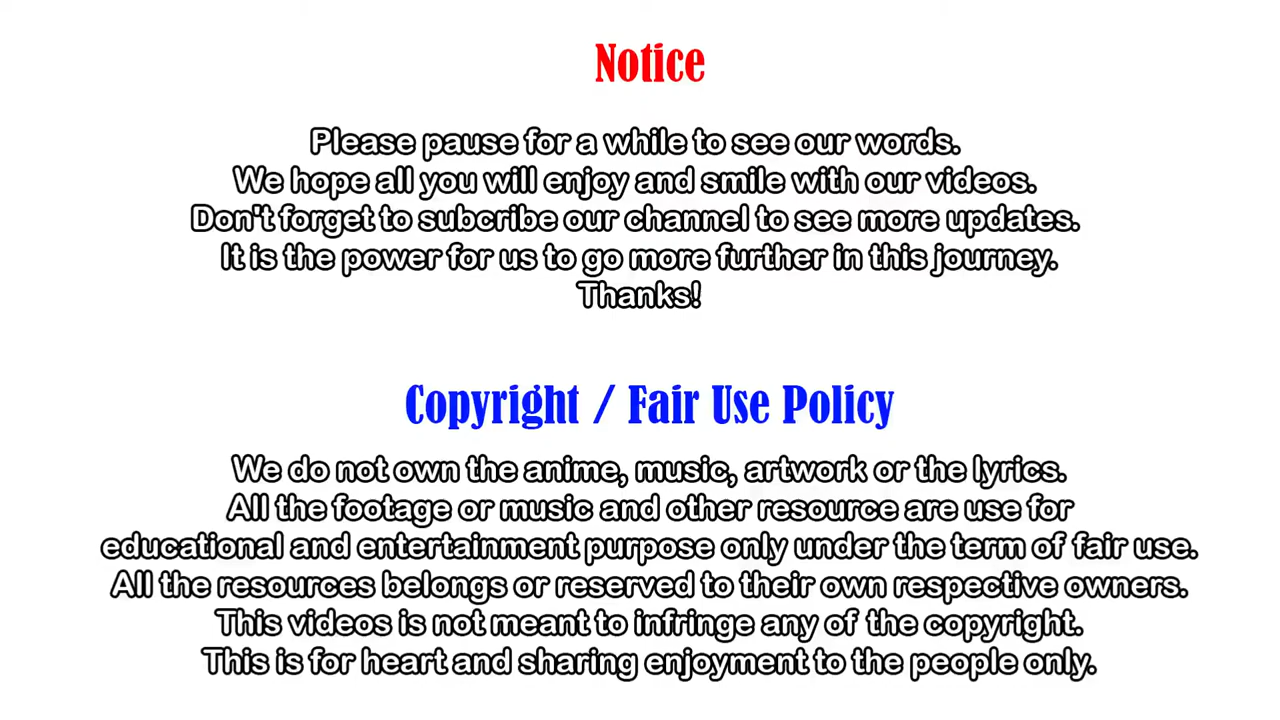 Notice
Please pause for a while to see our words.
We hope all you will enjoy and smile with our videos.
Don't forget to subcribe our channel to see more updates.
It is the power for us to go more further in this journey.
Thanks!
Copyright / Fair Use Policy
We do not own the anime, music, artwork or the lyrics.
All the footage or music and other resource are use for
educational and entertainment purpose only under the term of fair use.
All the resources belongs or reserved to their own respective owners.
This videos is not meant to infringe any of the copyright.
This is for heart and sharing enjoyment to the people only.